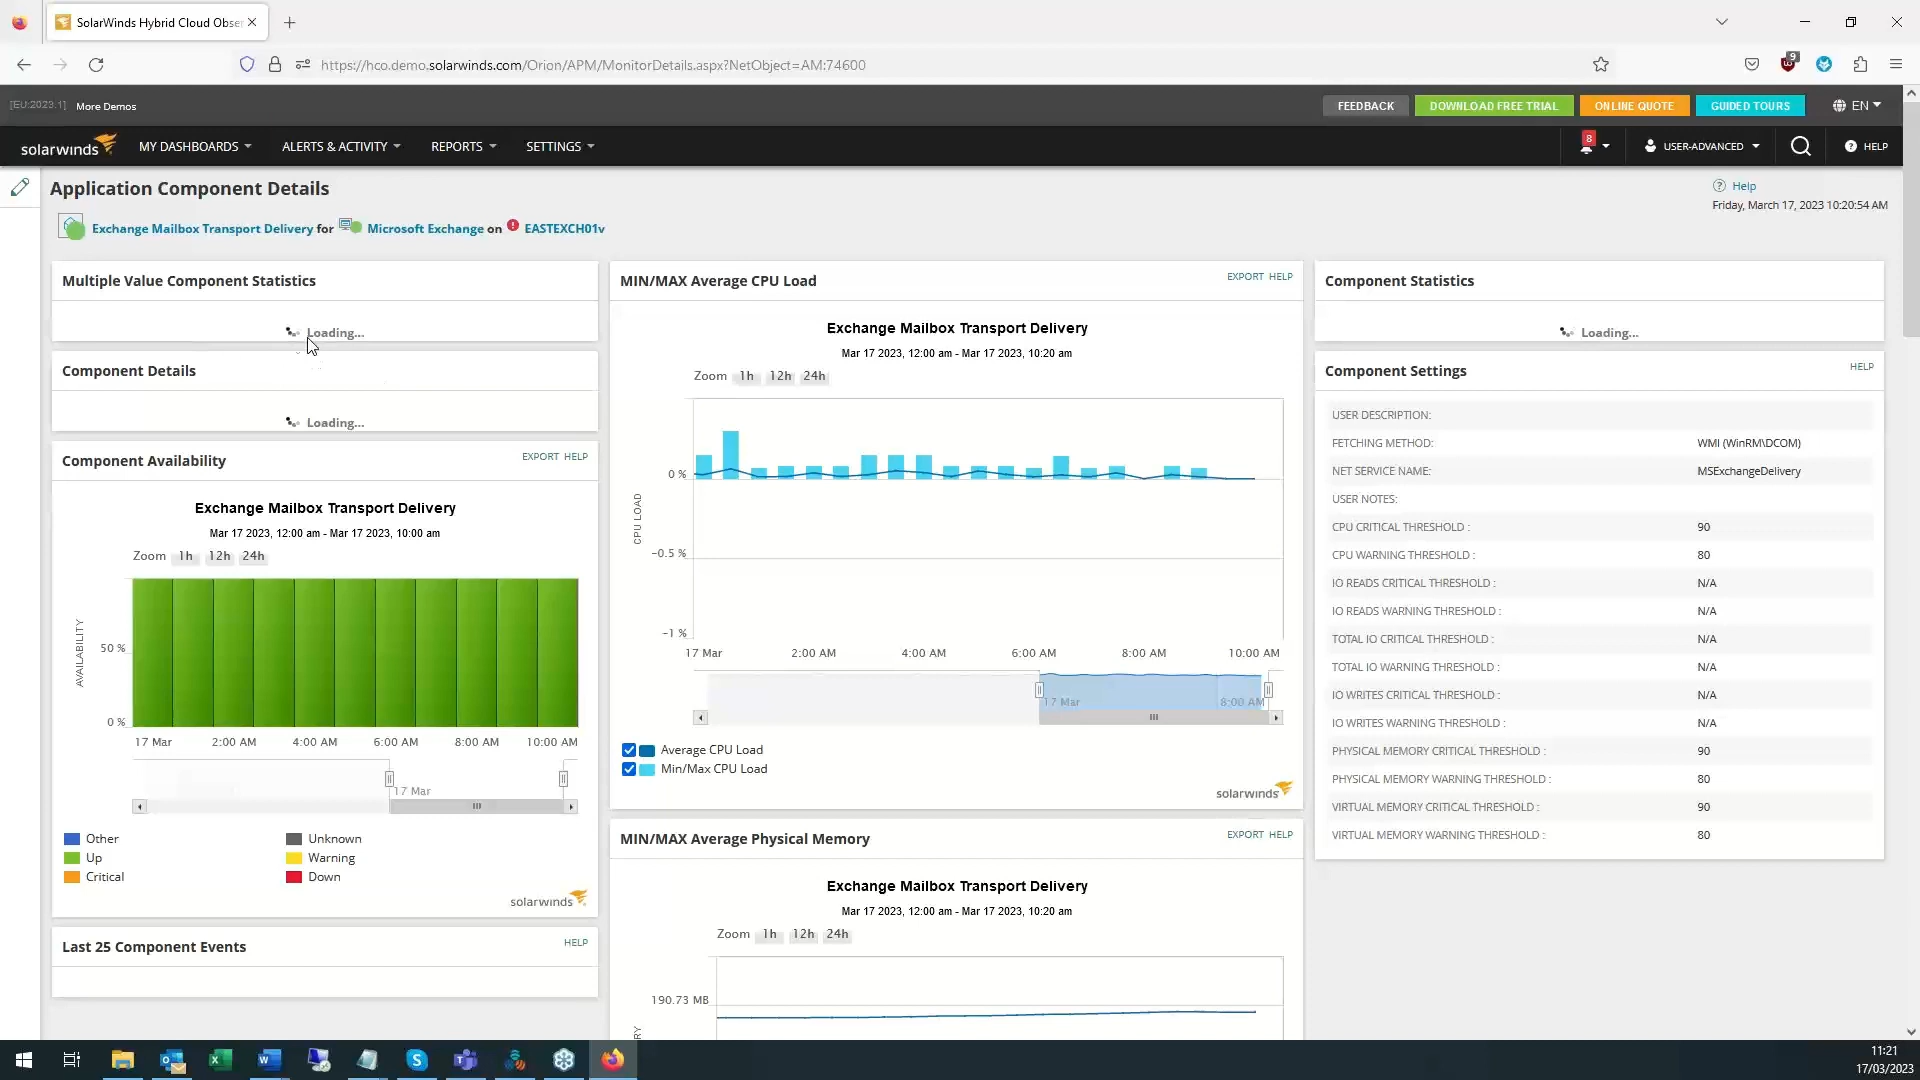 SolarWinds Hybrid Cloud Obser
https://hco.demo.solarwinds.com/Orion/APM/MonitorDetails.aspx?NetObject=AM:74600
9
[EU:2023.1] More Demos
FEEDBACK DOWNLOAD FREE TRIAL ONLINE QUOTE GUIDED TOURS EN
solarwinds MY DASHBOARDS ALERTS & ACTIVITY REPORTS SETTINGS 8 USER-ADVANCED HELP
Application Component Details
Help
Friday, March 17, 2023 10:20:54 AM
Exchange Mailbox Transport Delivery for Microsoft Exchange on EASTEXCH01v
Multiple Value Component Statistics
Loading...
Component Details
Loading...
Component Availability
EXPORT HELP
Exchange Mailbox Transport Delivery
Mar 17 2023, 12:00 am - Mar 17 2023, 10:00 am
Zoom 1h 12h 24h
AVAILABILITY
50 %
0 %
17 Mar 2:00 AM 4:00 AM 6:00 AM 8:00 AM 10:00 AM
17 Mar
Other Unknown
Up Warning
Critical Down
solarwinds
Last 25 Component Events
HELP
MIN/MAX Average CPU Load
EXPORT HELP
Exchange Mailbox Transport Delivery
Mar 17 2023, 12:00 am - Mar 17 2023, 10:20 am
Zoom 1h 12h 24h
CPU LOAD
0 %
-0.5 %
-1 %
17 Mar 2:00 AM 4:00 AM 6:00 AM 8:00 AM 10:00 AM
17 Mar 8:00 AM
Average CPU Load
Min/Max CPU Load
solarwinds
MIN/MAX Average Physical Memory
EXPORT HELP
Exchange Mailbox Transport Delivery
Mar 17 2023, 12:00 am - Mar 17 2023, 10:20 am
Zoom 1h 12h 24h
190.73 MB
RY
Component Statistics
Loading...
Component Settings
HELP
USER DESCRIPTION:
FETCHING METHOD: WMI (WinRM\DCOM)
NET SERVICE NAME: MSExchangeDelivery
USER NOTES:
CPU CRITICAL THRESHOLD : 90
CPU WARNING THRESHOLD : 80
IO READS CRITICAL THRESHOLD : N/A
IO READS WARNING THRESHOLD : N/A
TOTAL IO CRITICAL THRESHOLD : N/A
TOTAL IO WARNING THRESHOLD : N/A
IO WRITES CRITICAL THRESHOLD : N/A
IO WRITES WARNING THRESHOLD : N/A
PHYSICAL MEMORY CRITICAL THRESHOLD : 90
PHYSICAL MEMORY WARNING THRESHOLD : 80
VIRTUAL MEMORY CRITICAL THRESHOLD : 90
VIRTUAL MEMORY WARNING THRESHOLD : 80
11:21
17/03/2023